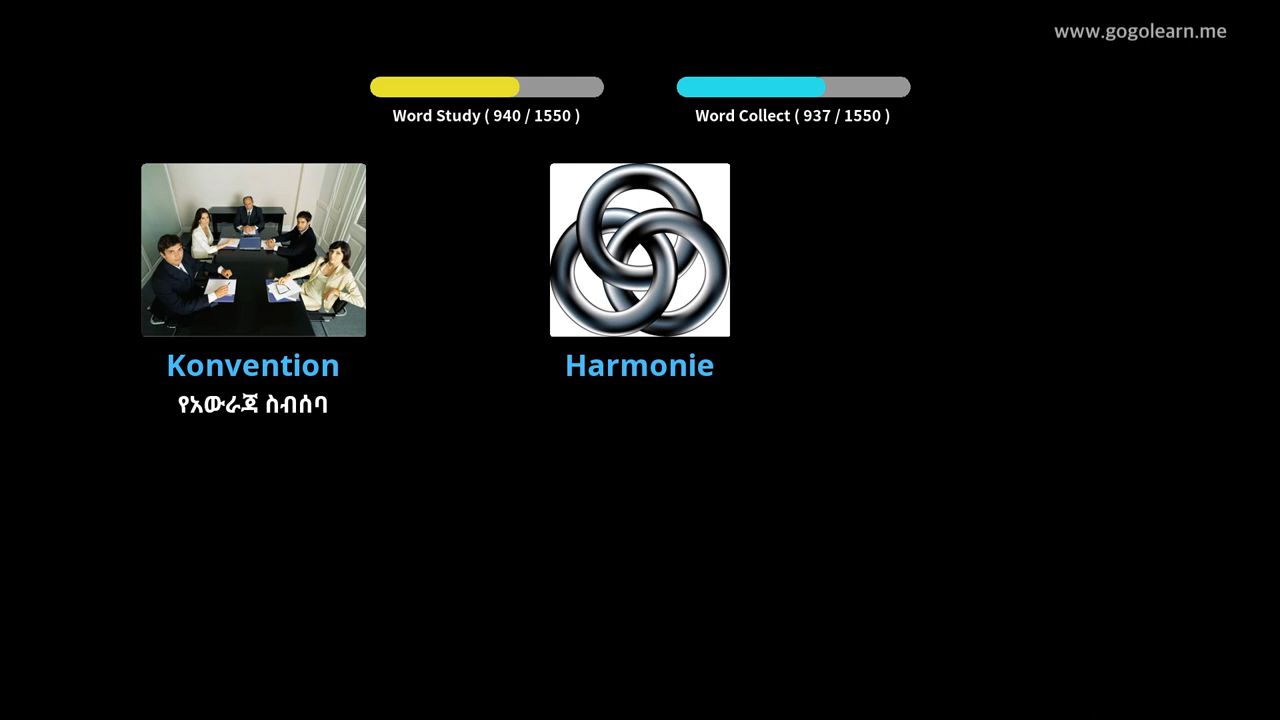 www.gogolearn.me
Word Study ( 940 / 1550 )
Word Collect ( 937 / 1550 )
Konvention
Harmonie
የአውራጃ ስብሰባ